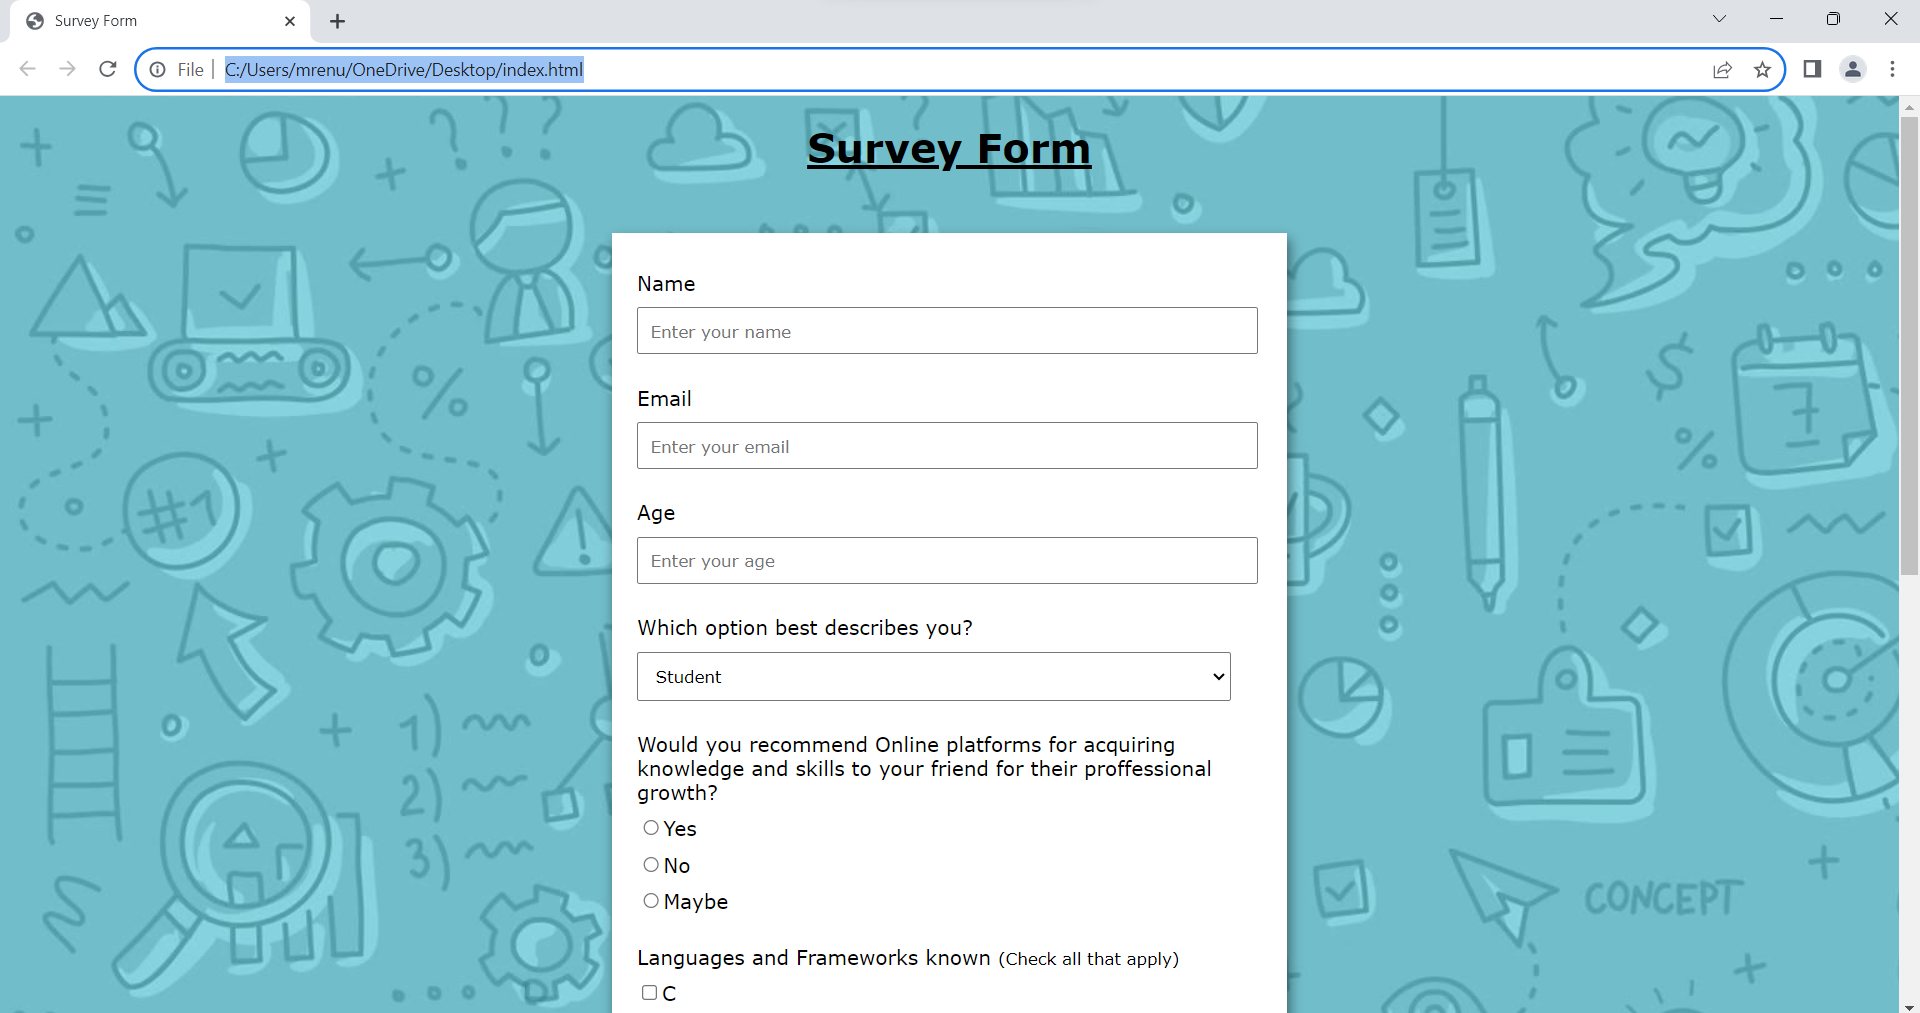 Survey Form
File
C:/Users/mrenu/OneDrive/Desktop/index.html
Survey Form
Name
Enter your name
Email
Enter your email
Age
Enter your age
Which option best describes you?
Student
Would you recommend Online platforms for acquiring
knowledge and skills to your friend for their proffessional
growth?
Yes
No
Maybe
Languages and Frameworks known (Check all that apply)
C
#1
1)
2)
3)
7
CONCEPT